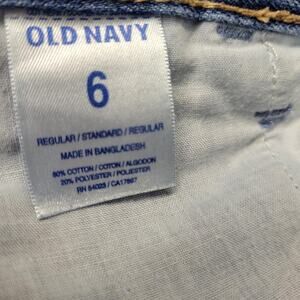 OLD NAVY
6
REGULAR / STANDARD / REGULAR
MADE IN BANGLADESH
80% COTTON / COTON / ALGODON
20% POLYESTER / POLIESTER
RN 54023 / CA17897